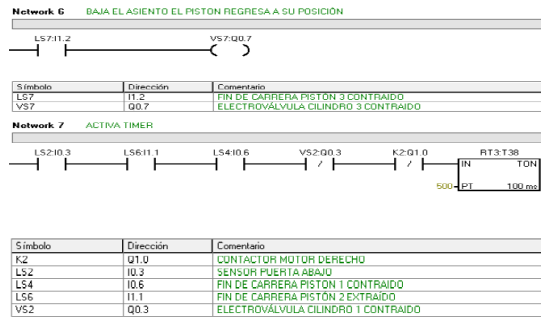 Network 6 BAJA EL ASIENTO EL PISTON REGRESA A SU POSICIÓN
LS7:I1.2 VS7:Q0.7
Símbolo Dirección Comentario
LS7 I1.2 FIN DE CARRERA PISTÓN 3 CONTRAIDO
VS7 Q0.7 ELECTROVÁLVULA CILINDRO 3 CONTRAIDO
Network 7 ACTIVA TIMER
LS2:I0.3 LS6:I1.1 LS4:I0.6 VS2:Q0.3 K2:Q1.0 RT3:T38
/ / IN TON
500 PT 100 ms
Símbolo Dirección Comentario
K2 Q1.0 CONTACTOR MOTOR DERECHO
LS2 I0.3 SENSOR PUERTA ABAJO
LS4 I0.6 FIN DE CARRERA PISTÓN 1 CONTRAIDO
LS6 I1.1 FIN DE CARRERA PISTÓN 2 EXTRAÍDO
VS2 Q0.3 ELECTROVÁLVULA CILINDRO 1 CONTRAIDO